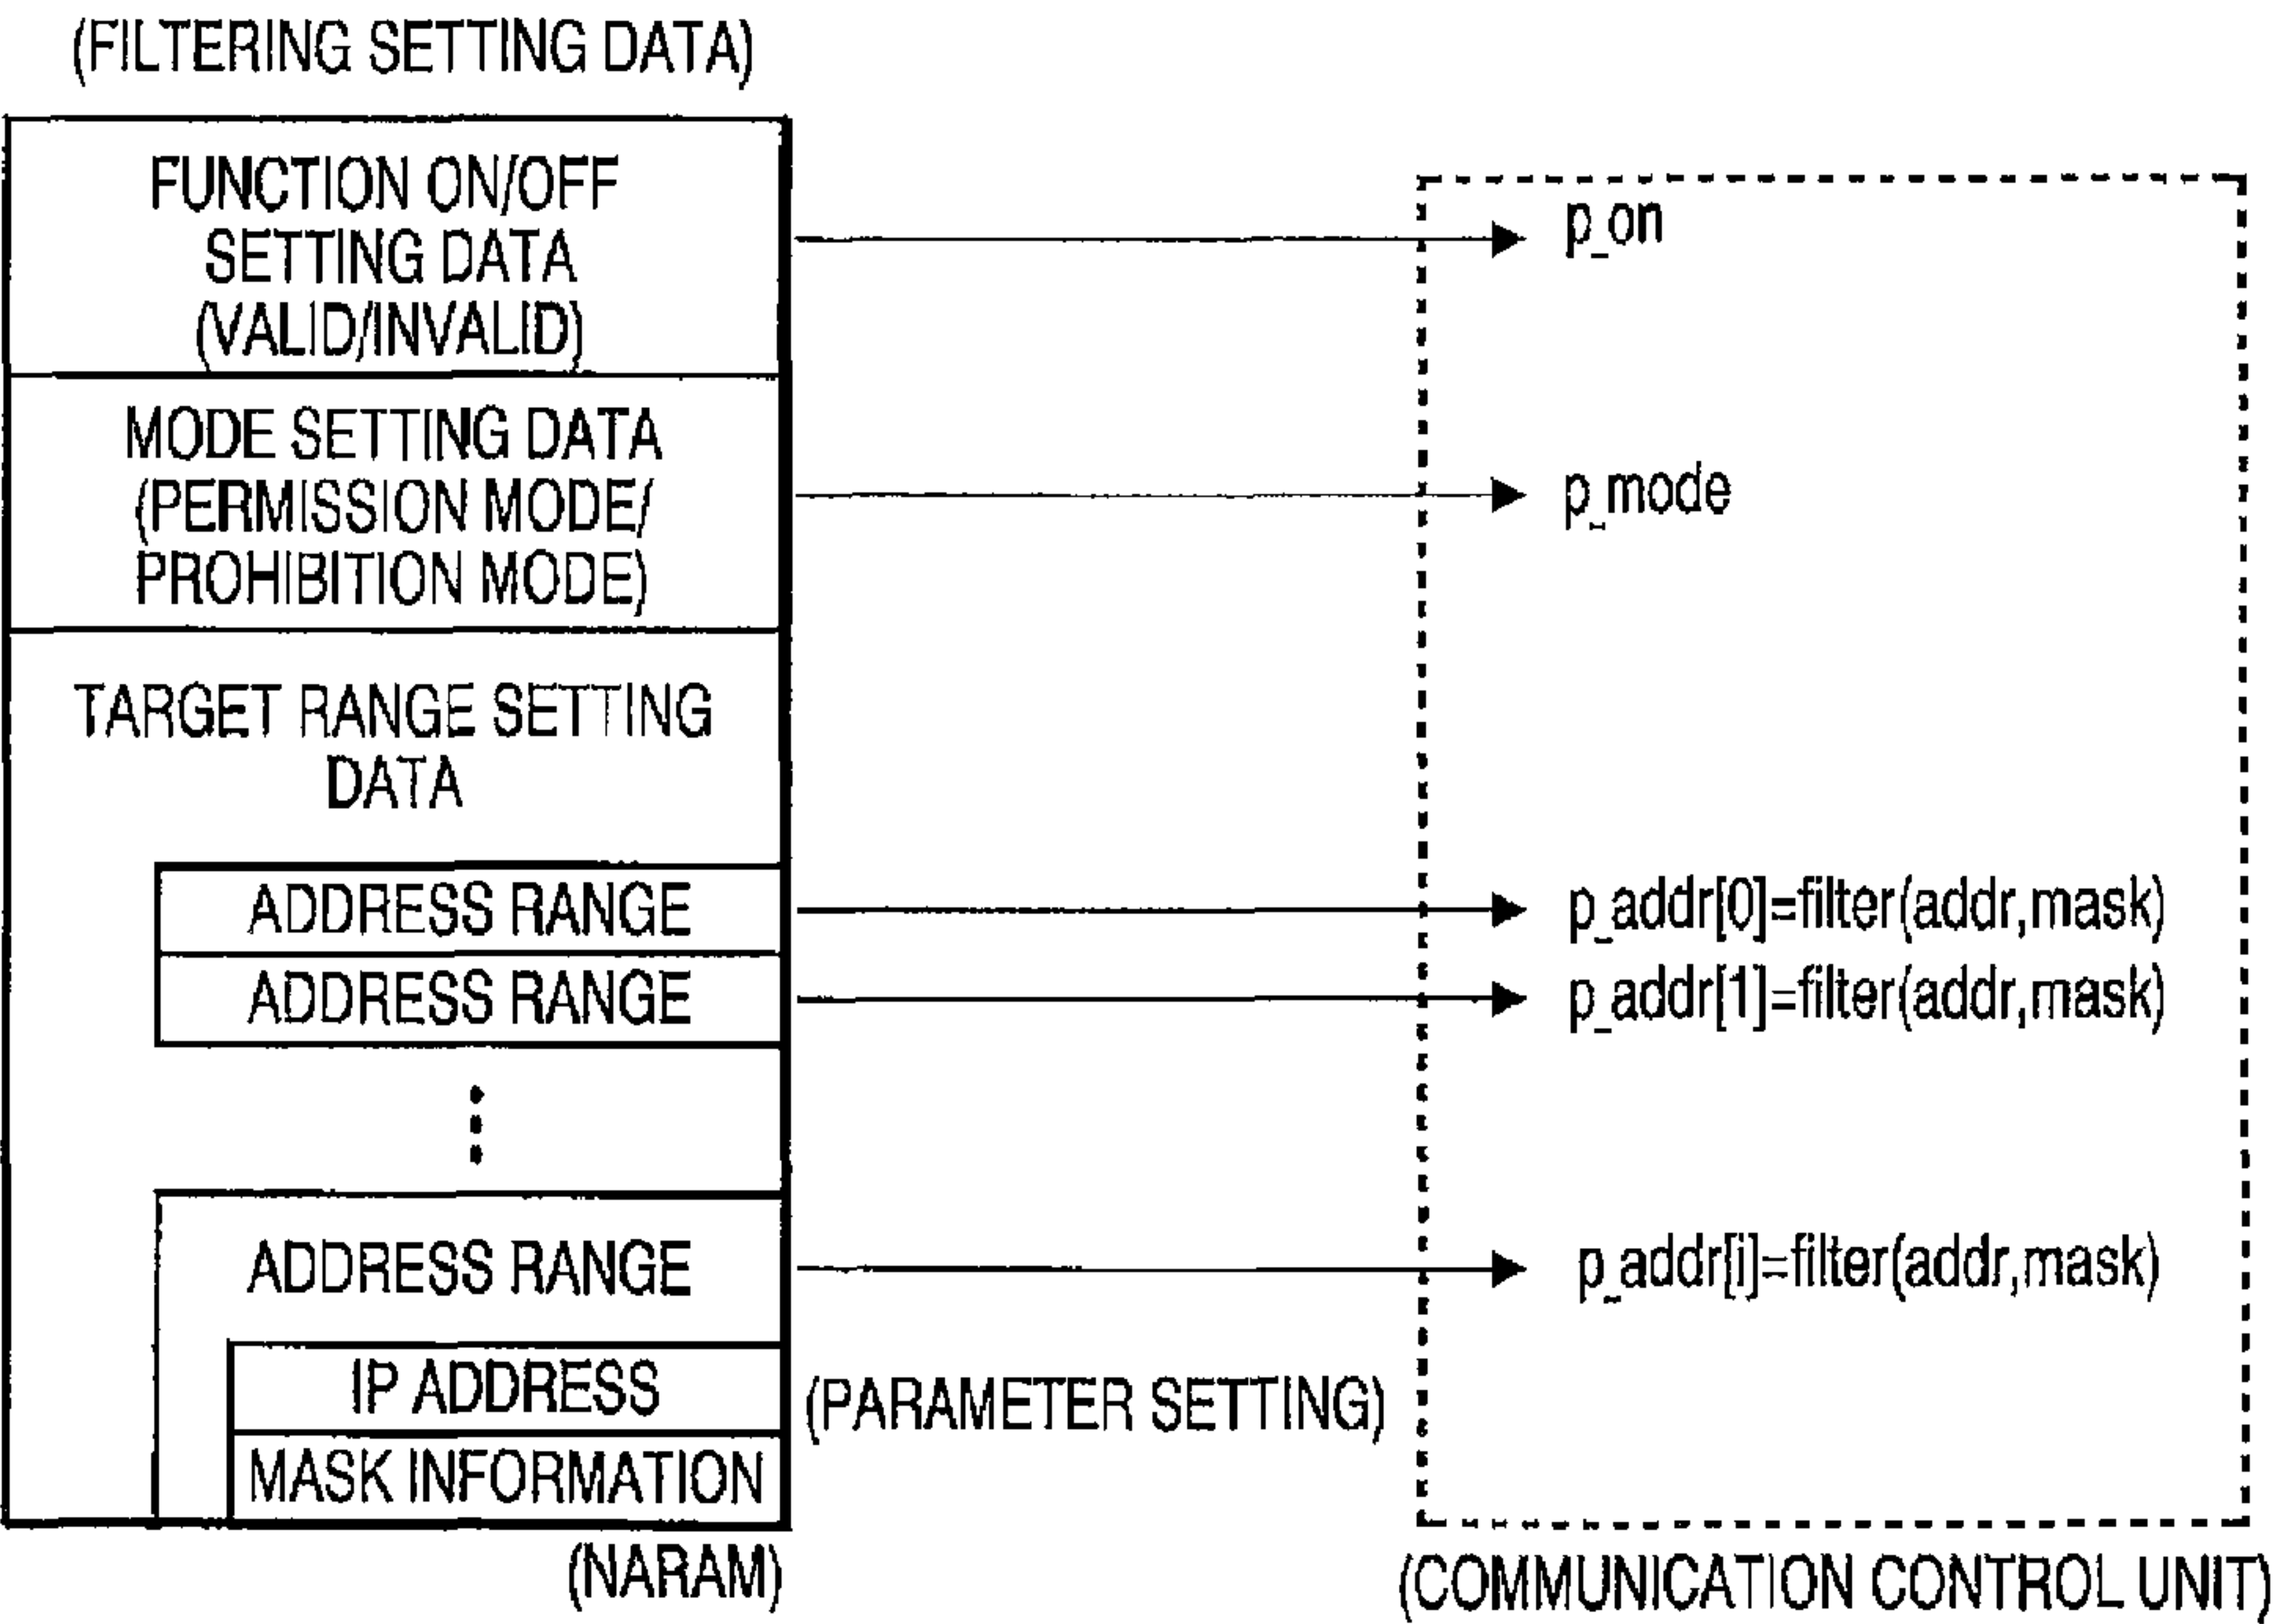 (FILTERING SETTING DATA)
FUNCTION ON/OFF
SETTING DATA
(VALID/INVALID)
p_on
MODE SETTING DATA
(PERMISSION MODE/
PROHIBITION MODE)
p_mode
TARGET RANGE SETTING
DATA
ADDRESS RANGE
p_addr[0]=filter(addr,mask)
ADDRESS RANGE
p_addr[1]=filter(addr,mask)
ADDRESS RANGE
p_addr[i]=filter(addr,mask)
IP ADDRESS
(PARAMETER SETTING)
MASK INFORMATION
(NARAM)
(COMMUNICATION CONTROL UNIT)